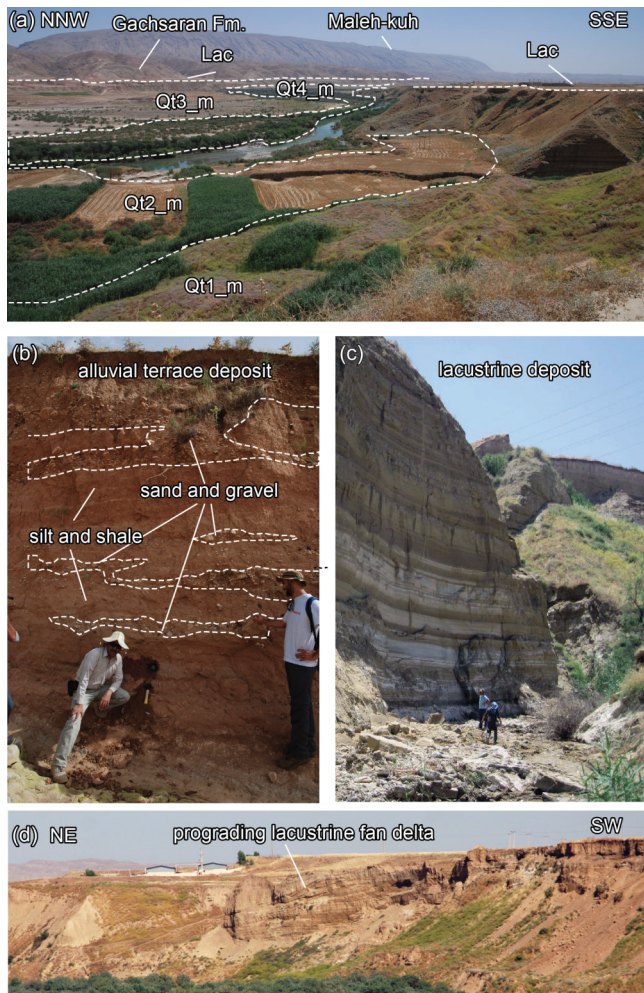 (a) NNW
Gachsaran Fm.
Maleh-kuh
SSE
Lac
Lac
Qt4_m
Qt3_m
Qt2_m
Qt1_m
(b)
alluvial terrace deposit
sand and gravel
silt and shale
(c)
lacustrine deposit
(d) NE
prograding lacustrine fan delta
SW